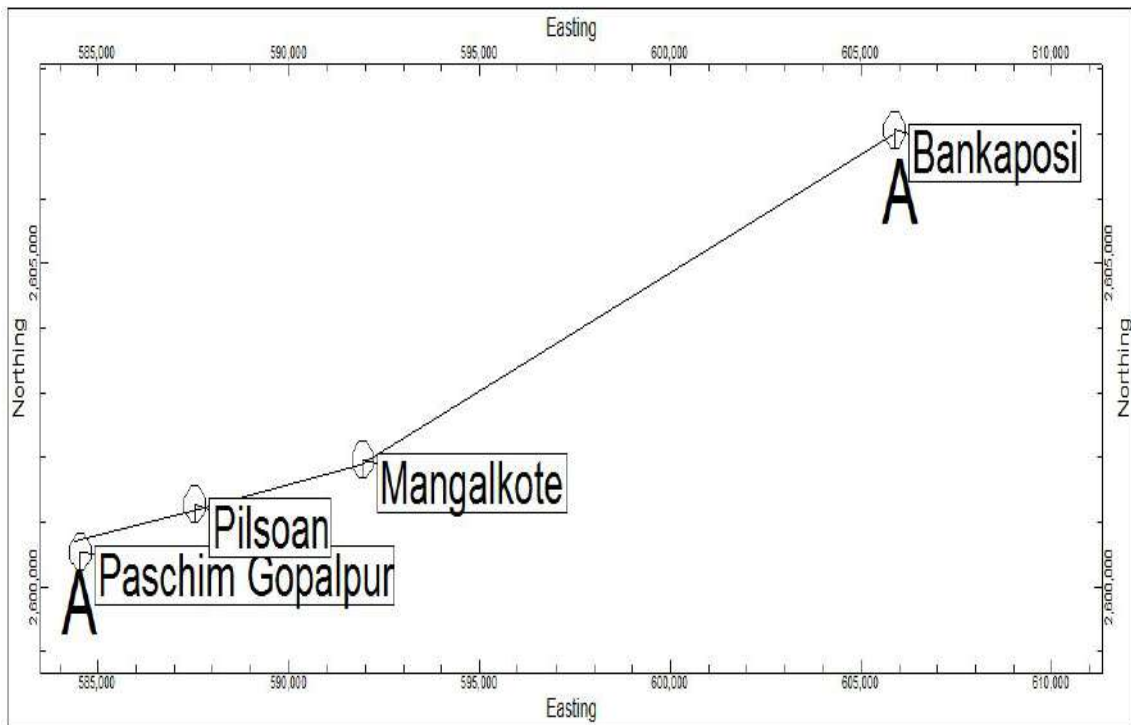 Easting
585,000 590,000 595,000 600,000 605,000 610,000
Bankaposi
A
2,605,000 2,605,000
Northing Northing
Mangalkote
Pilsoan
Paschim Gopalpur
A
2,600,000 2,600,000
585,000 590,000 595,000 600,000 605,000 610,000
Easting